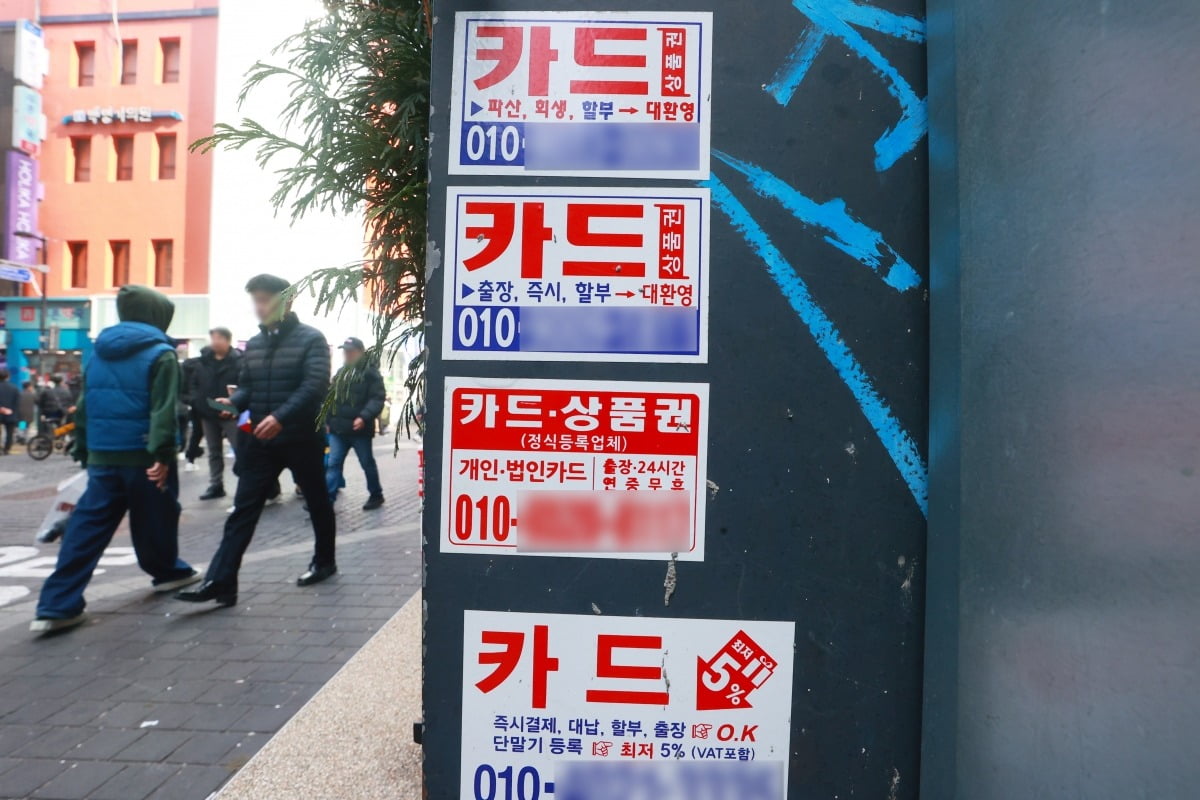 카드 상품권
▶파산, 회생, 할부→대환영
010-
카드 상품권
▶출장, 즉시, 할부→대환영
010-
카드·상품권
(정식등록업체)
개인·법인카드
출장·24시간
연중무휴
010-
카드
최저
5%
즉시결제, 대납, 할부, 출장 ☞ O.K
단말기 등록 ☞ 최저 5% (VAT포함)
010-
HOLIKA HOLIKA